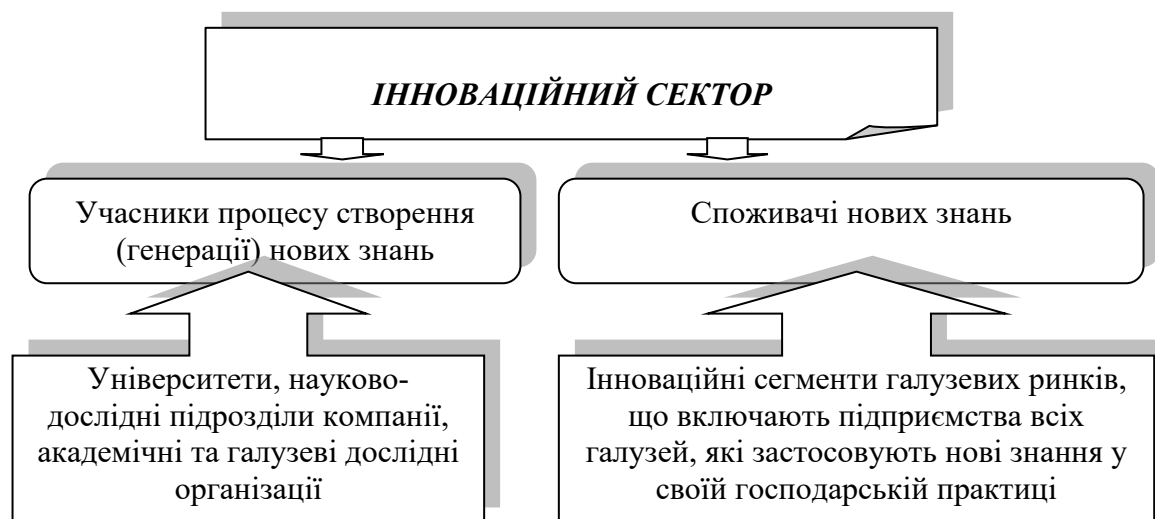 ІННОВАЦІЙНИЙ СЕКТОР
Учасники процесу створення
(генерації) нових знань
Споживачі нових знань
Університети, науково-
дослідні підрозділи компанії,
академічні та галузеві дослідні
організації
Інноваційні сегменти галузевих ринків,
що включають підприємства всіх
галузей, які застосовують нові знання у
своїй господарській практиці